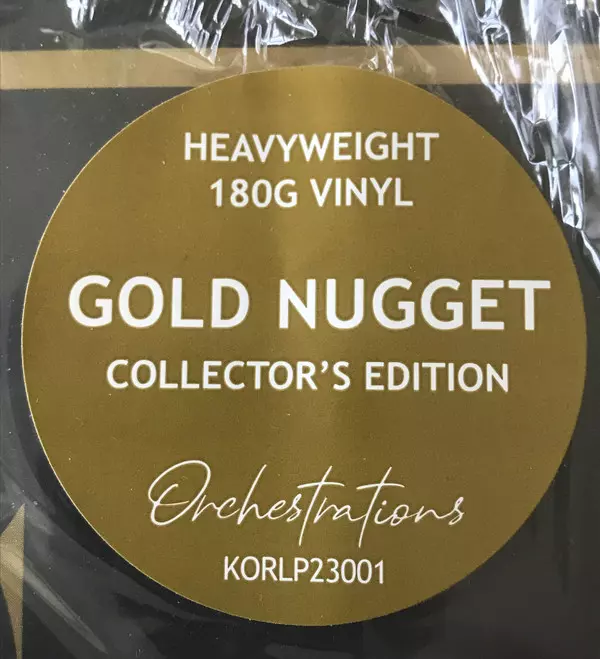 HEAVYWEIGHT
180G VINYL
GOLD NUGGET
COLLECTOR'S EDITION
Orchestrations
KORLP23001